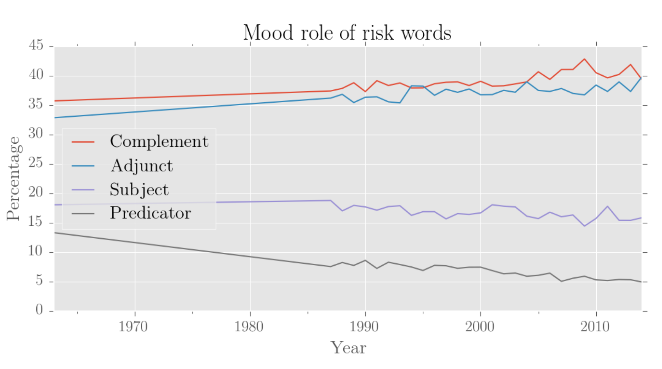 Mood role of risk words
45
40
35
30
25
20
15
10
5
0
Percentage
Complement
Adjunct
Subject
Predicator
1970 1980 1990 2000 2010
Year